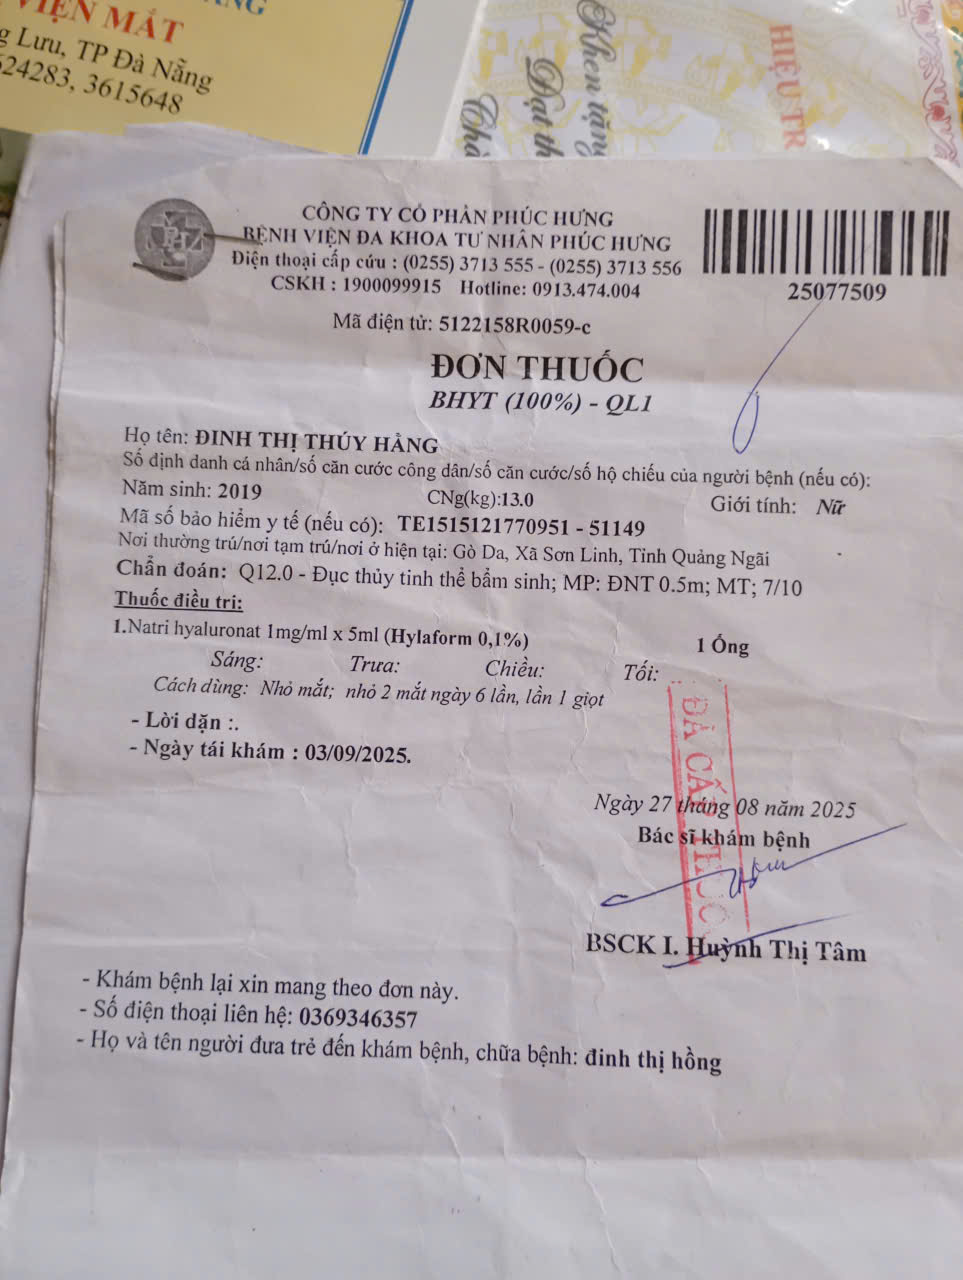 VIỆN MẮT
g Lưu, TP Đà Nẵng
624283, 3615648
Khen tặng
Đạt th
HIỆU TR
CÔNG TY CỔ PHẦN PHÚC HƯNG
BỆNH VIỆN ĐA KHOA TƯ NHÂN PHÚC HƯNG
Điện thoại cấp cứu : (0255) 3713 555 - (0255) 3713 556
CSKH : 1900099915 Hotline: 0913.474.004
25077509
Mã điện tử: 5122158R0059-c
ĐƠN THUỐC
BHYT (100%) - QL1
Họ tên: ĐINH THỊ THÚY HẰNG
Số định danh cá nhân/số căn cước công dân/số căn cước/số hộ chiếu của người bệnh (nếu có):
Năm sinh: 2019 CNg(kg):13.0 Giới tính: Nữ
Mã số bảo hiểm y tế (nếu có): TE1515121770951 - 51149
Nơi thường trú/nơi tạm trú/nơi ở hiện tại: Gò Da, Xã Sơn Linh, Tỉnh Quảng Ngãi
Chẩn đoán: Q12.0 - Đục thủy tinh thể bẩm sinh; MP: ĐNT 0.5m; MT; 7/10
Thuốc điều trị:
1.Natri hyaluronat 1mg/ml x 5ml (Hylaform 0,1%) 1 Ống
Sáng: Trưa: Chiều: Tối:
Cách dùng: Nhỏ mắt; nhỏ 2 mắt ngày 6 lần, lần 1 giọt
- Lời dặn :.
- Ngày tái khám : 03/09/2025.
ĐÃ CẤP THUỐC
Ngày 27 tháng 08 năm 2025
Bác sĩ khám bệnh
BSCK I. Huỳnh Thị Tâm
- Khám bệnh lại xin mang theo đơn này.
- Số điện thoại liên hệ: 0369346357
- Họ và tên người đưa trẻ đến khám bệnh, chữa bệnh: đinh thị hồng